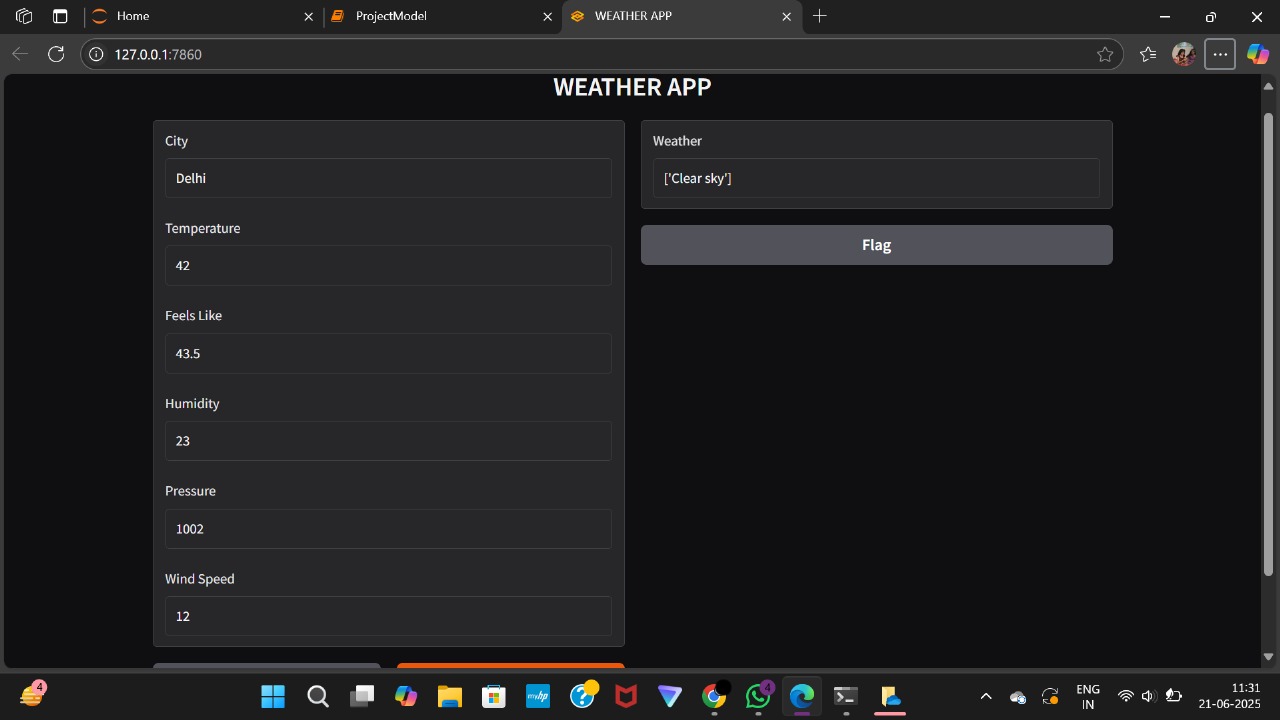 Home
ProjectModel
WEATHER APP
127.0.0.1:7860
WEATHER APP
City
Delhi
Temperature
42
Feels Like
43.5
Humidity
23
Pressure
1002
Wind Speed
12
Weather
['Clear sky']
Flag
4
myhp
4
ENG
IN
11:31
21-06-2025